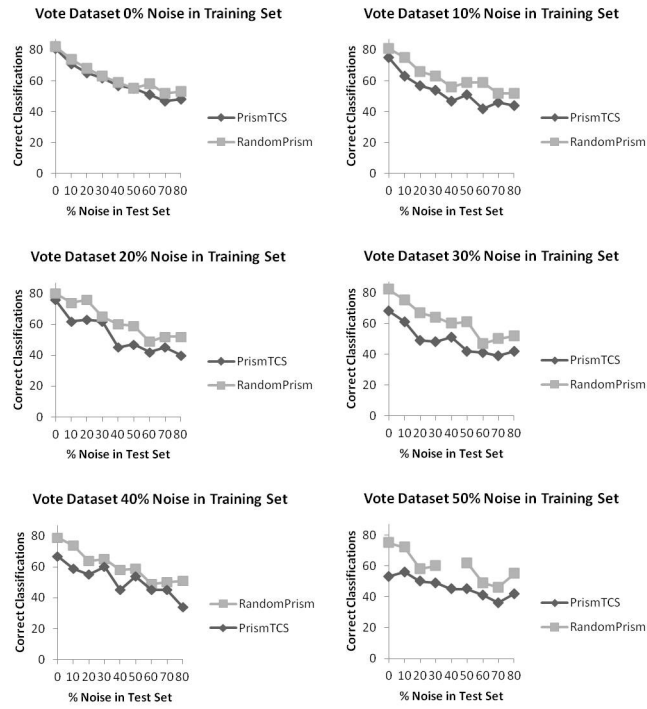 Vote Dataset 0% Noise in Training Set
Correct Classifications
80
60
40
20
0
0 10 20 30 40 50 60 70 80
% Noise in Test Set
PrismTCS
RandomPrism
Vote Dataset 10% Noise in Training Set
Correct Classifications
80
60
40
20
0
0 10 20 30 40 50 60 70 80
% Noise in Test Set
PrismTCS
RandomPrism
Vote Dataset 20% Noise in Training Set
Correct Classifications
80
60
40
20
0
0 10 20 30 40 50 60 70 80
% Noise in Test Set
PrismTCS
RandomPrism
Vote Dataset 30% Noise in Training Set
Correct Classifications
80
60
40
20
0
0 10 20 30 40 50 60 70 80
% Noise in Test Set
PrismTCS
RandomPrism
Vote Dataset 40% Noise in Training Set
Correct Classifications
80
60
40
20
0
0 10 20 30 40 50 60 70 80
% Noise in Test Set
RandomPrism
PrismTCS
Vote Dataset 50% Noise in Training Set
Correct Classifications
80
60
40
20
0
0 10 20 30 40 50 60 70 80
% Noise in Test Set
PrismTCS
RandomPrism